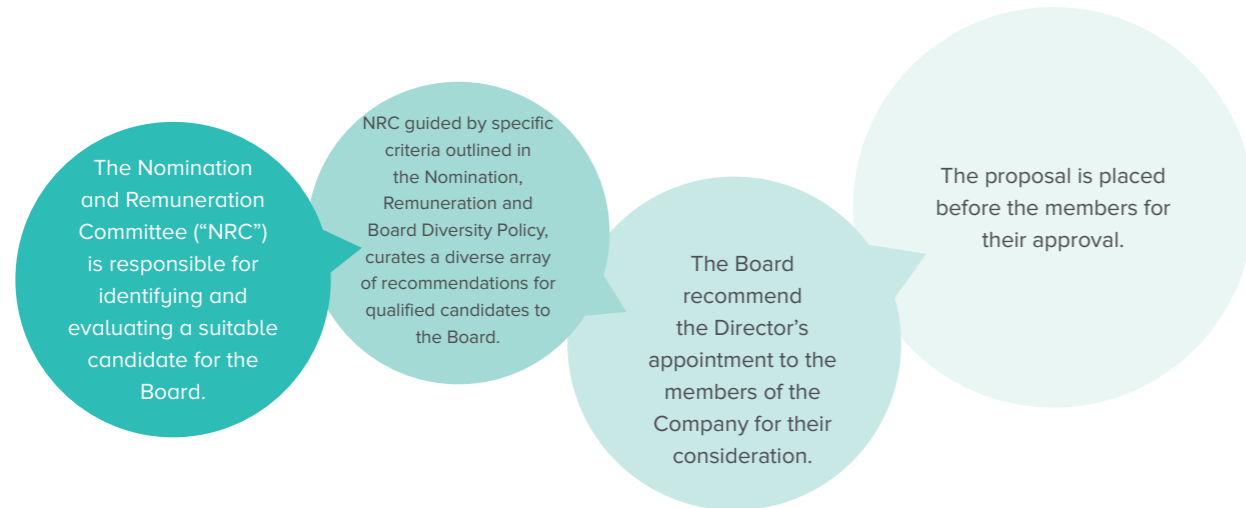 The Nomination
and Remuneration
Committee (“NRC”)
is responsible for
identifying and
evaluating a suitable
candidate for the
Board.
NRC guided by specific
criteria outlined in
the Nomination,
Remuneration and
Board Diversity Policy,
curates a diverse array
of recommendations for
qualified candidates to
the Board.
The Board
recommend
the Director’s
appointment to the
members of the
Company for their
consideration.
The proposal is placed
before the members for
their approval.